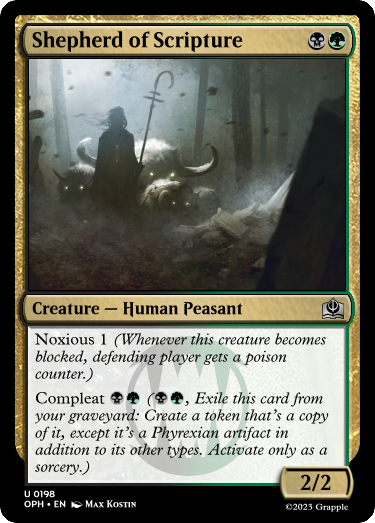 Shepherd of Scripture
Creature — Human Peasant
Noxious 1 (Whenever this creature becomes
blocked, defending player gets a poison
counter.)
Compleat (, Exile this card from
your graveyard: Create a token that's a copy
of it, except it's a Phyrexian artifact in
addition to its other types. Activate only as a
sorcery.)
2/2
U 0198
OPH • EN Max Kostin
©2023 Grapple